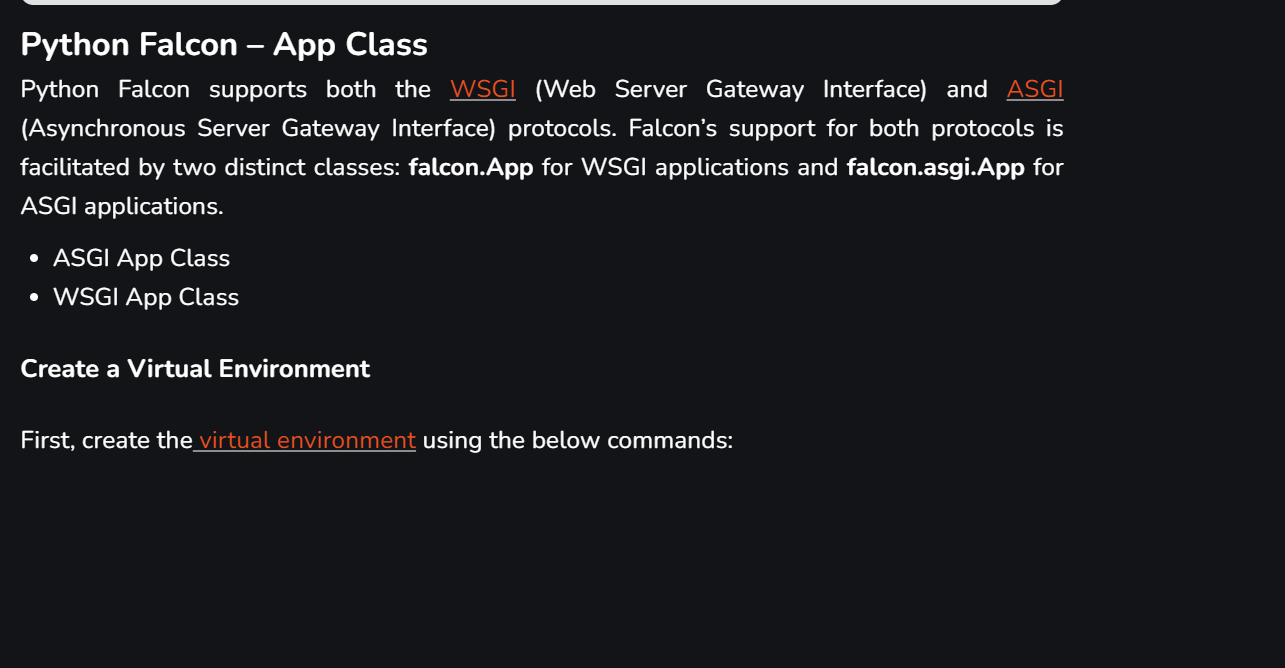 Python Falcon – App Class
Python Falcon supports both the WSGI (Web Server Gateway Interface) and ASGI
(Asynchronous Server Gateway Interface) protocols. Falcon’s support for both protocols is
facilitated by two distinct classes: falcon.App for WSGI applications and falcon.asgi.App for
ASGI applications.
• ASGI App Class
• WSGI App Class
Create a Virtual Environment
First, create the virtual environment using the below commands: